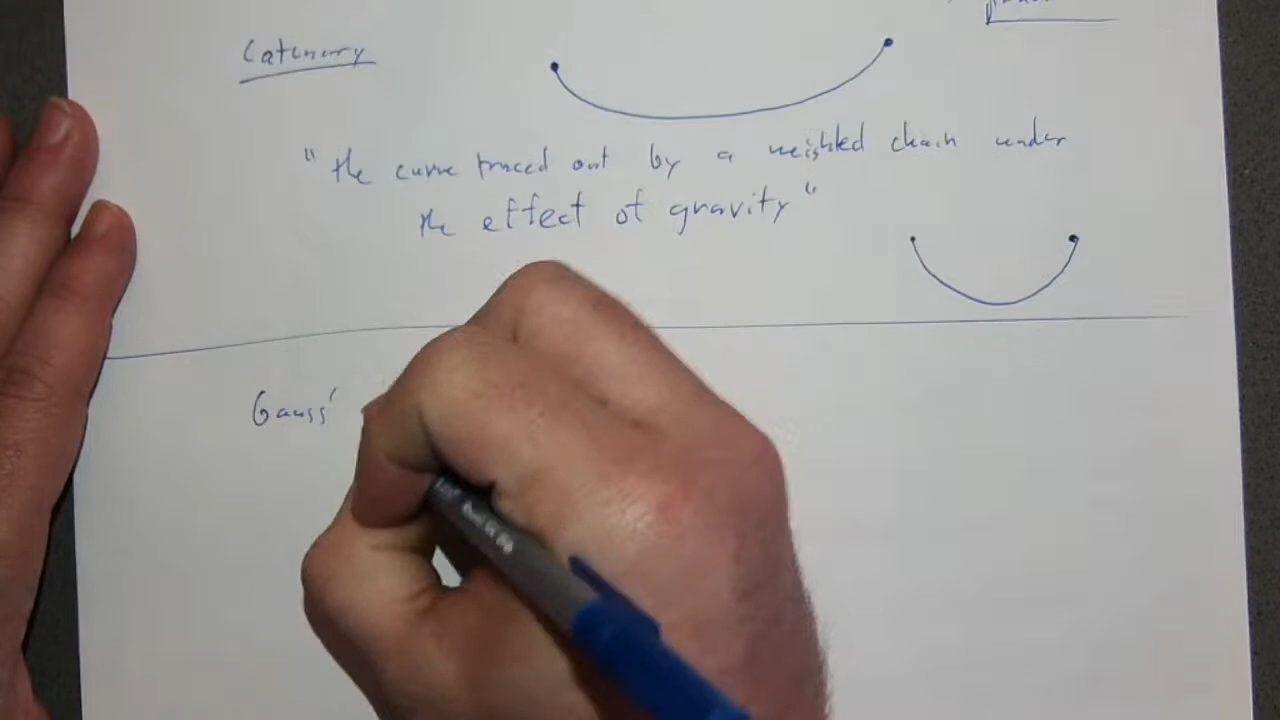 Catenary
"the curve traced out by a weighted chain under
the effect of gravity"
Gauss'